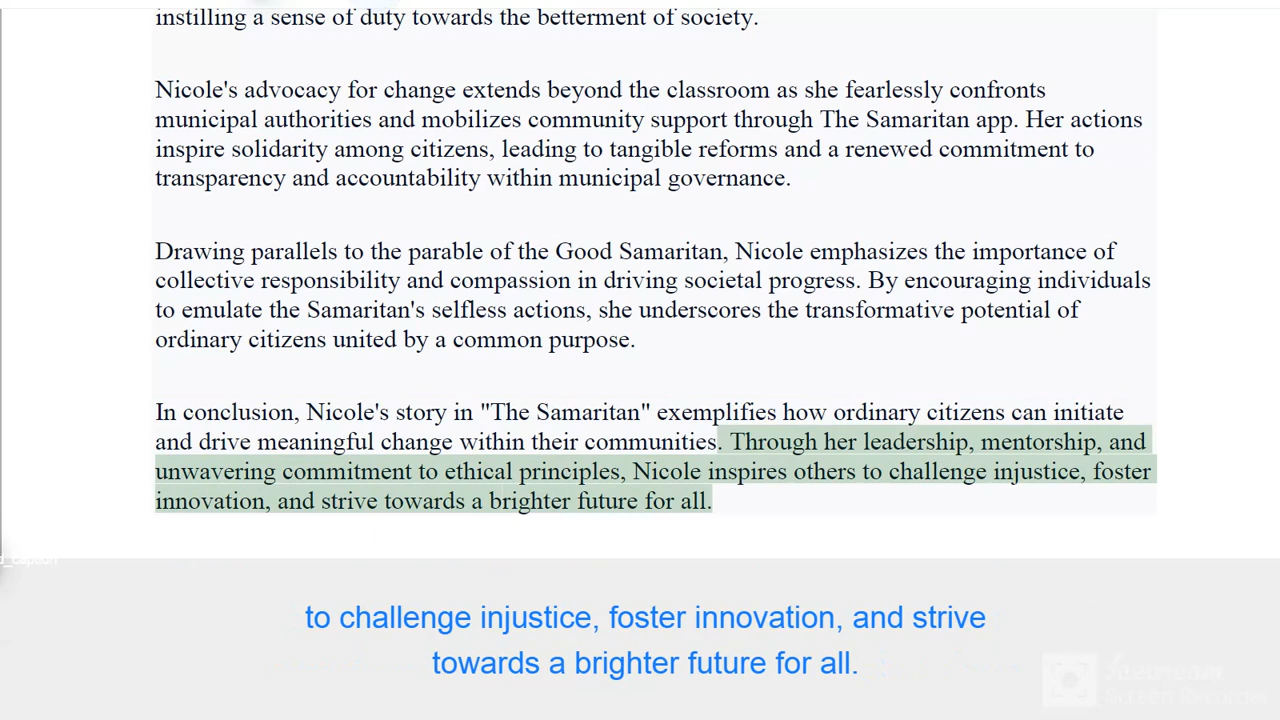 instilling a sense of duty towards the betterment of society.
Nicole's advocacy for change extends beyond the classroom as she fearlessly confronts
municipal authorities and mobilizes community support through The Samaritan app. Her actions
inspire solidarity among citizens, leading to tangible reforms and a renewed commitment to
transparency and accountability within municipal governance.
Drawing parallels to the parable of the Good Samaritan, Nicole emphasizes the importance of
collective responsibility and compassion in driving societal progress. By encouraging individuals
to emulate the Samaritan's selfless actions, she underscores the transformative potential of
ordinary citizens united by a common purpose.
In conclusion, Nicole's story in "The Samaritan" exemplifies how ordinary citizens can initiate
and drive meaningful change within their communities. Through her leadership, mentorship, and
unwavering commitment to ethical principles, Nicole inspires others to challenge injustice, foster
innovation, and strive towards a brighter future for all.
to challenge injustice, foster innovation, and strive
towards a brighter future for all.
Screen Recorder